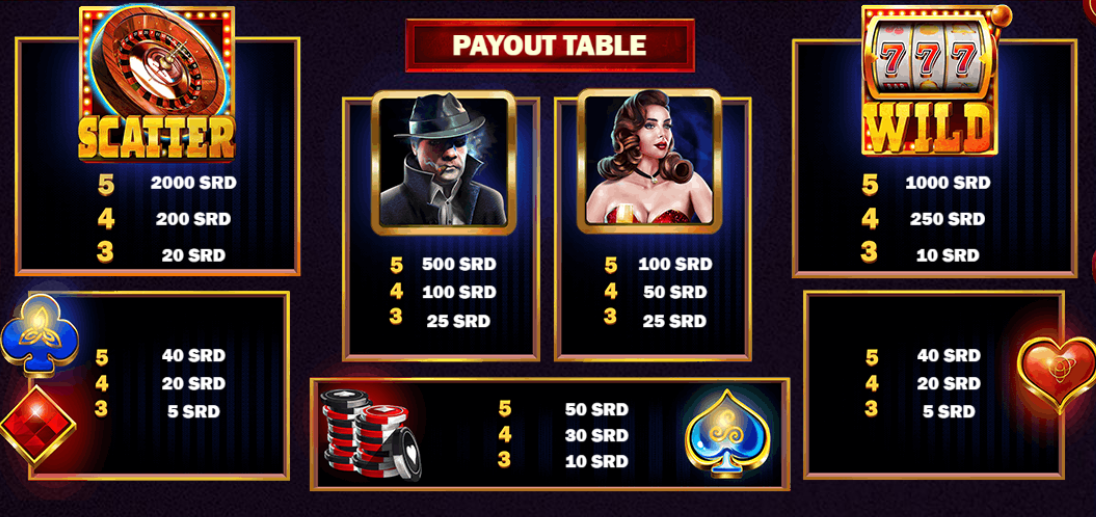 PAYOUT TABLE
SCATTER
5 2000 SRD
4 200 SRD
3 20 SRD
5 500 SRD
4 100 SRD
3 25 SRD
5 100 SRD
4 50 SRD
3 25 SRD
777
WILD
5 1000 SRD
4 250 SRD
3 10 SRD
5 40 SRD
4 20 SRD
3 5 SRD
5 50 SRD
4 30 SRD
3 10 SRD
5 40 SRD
4 20 SRD
3 5 SRD